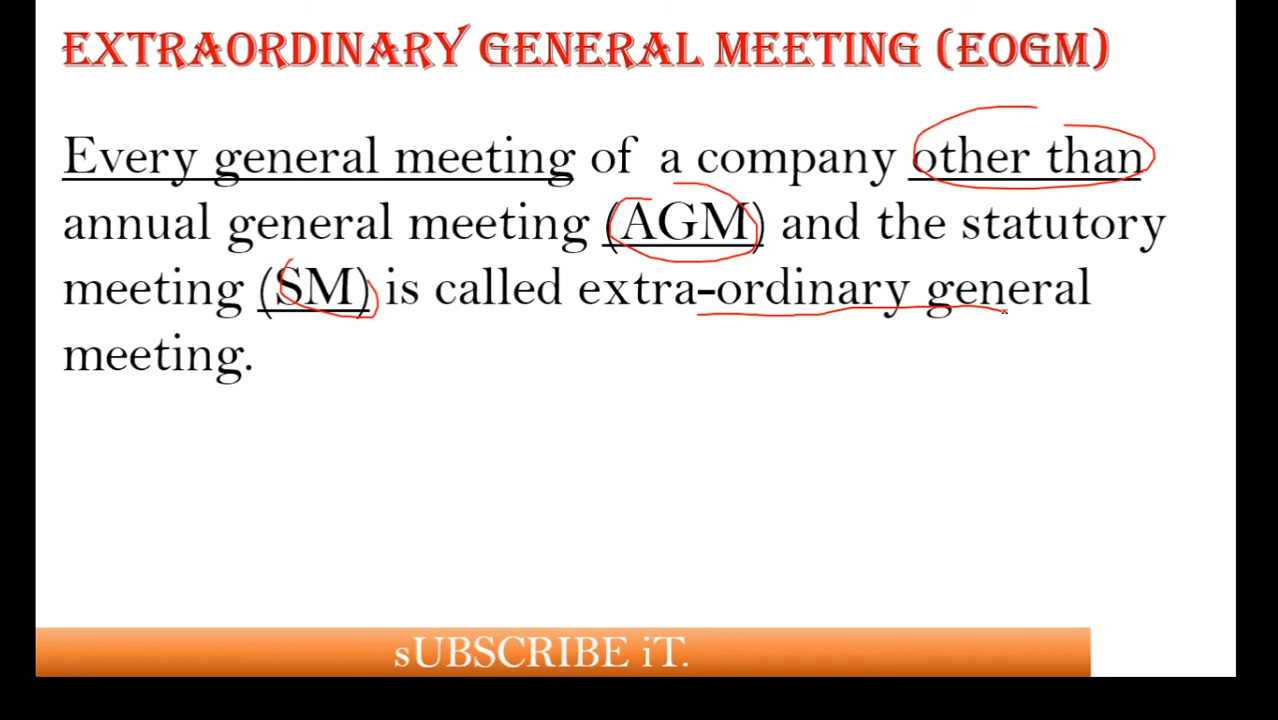 EXTRAORDINARY GENERAL MEETING (EOGM)
Every general meeting of a company other than
annual general meeting (AGM) and the statutory
meeting (SM) is called extra-ordinary general
meeting.
sUBSCRIBE iT.